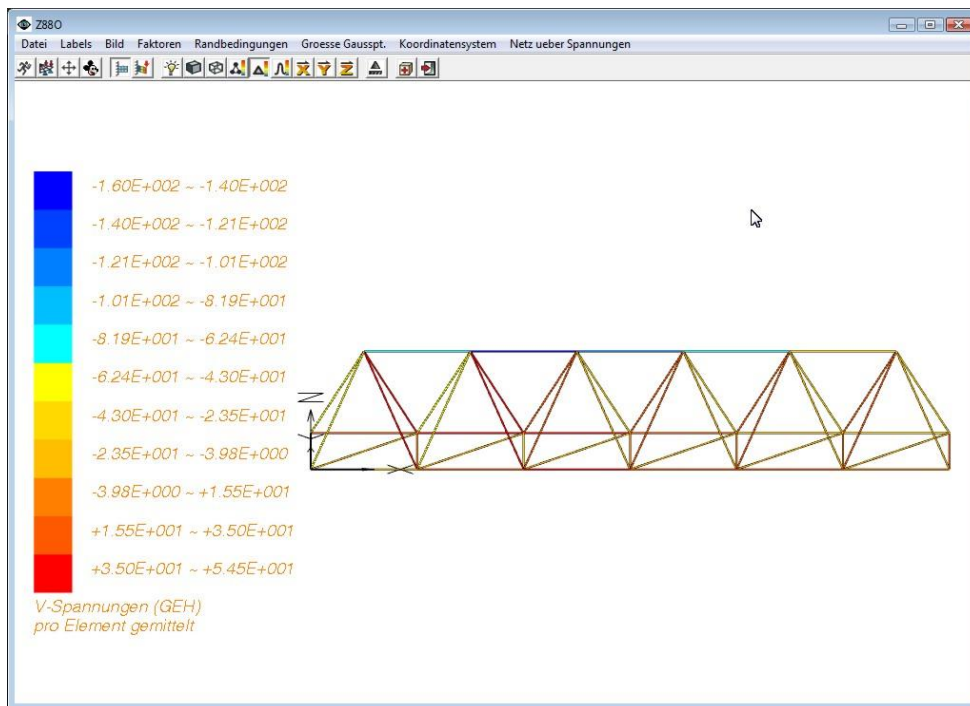 Z88O
Datei Labels Bild Faktoren Randbedingungen Groesse Gausspt. Koordinatensystem Netz ueber Spannungen
X Y Z
-1.60E+002 ~ -1.40E+002
-1.40E+002 ~ -1.21E+002
-1.21E+002 ~ -1.01E+002
-1.01E+002 ~ -8.19E+001
-8.19E+001 ~ -6.24E+001
-6.24E+001 ~ -4.30E+001
-4.30E+001 ~ -2.35E+001
-2.35E+001 ~ -3.98E+000
-3.98E+000 ~ +1.55E+001
+1.55E+001 ~ +3.50E+001
+3.50E+001 ~ +5.45E+001
V-Spannungen (GEH)
pro Element gemittelt
Z
Y
X